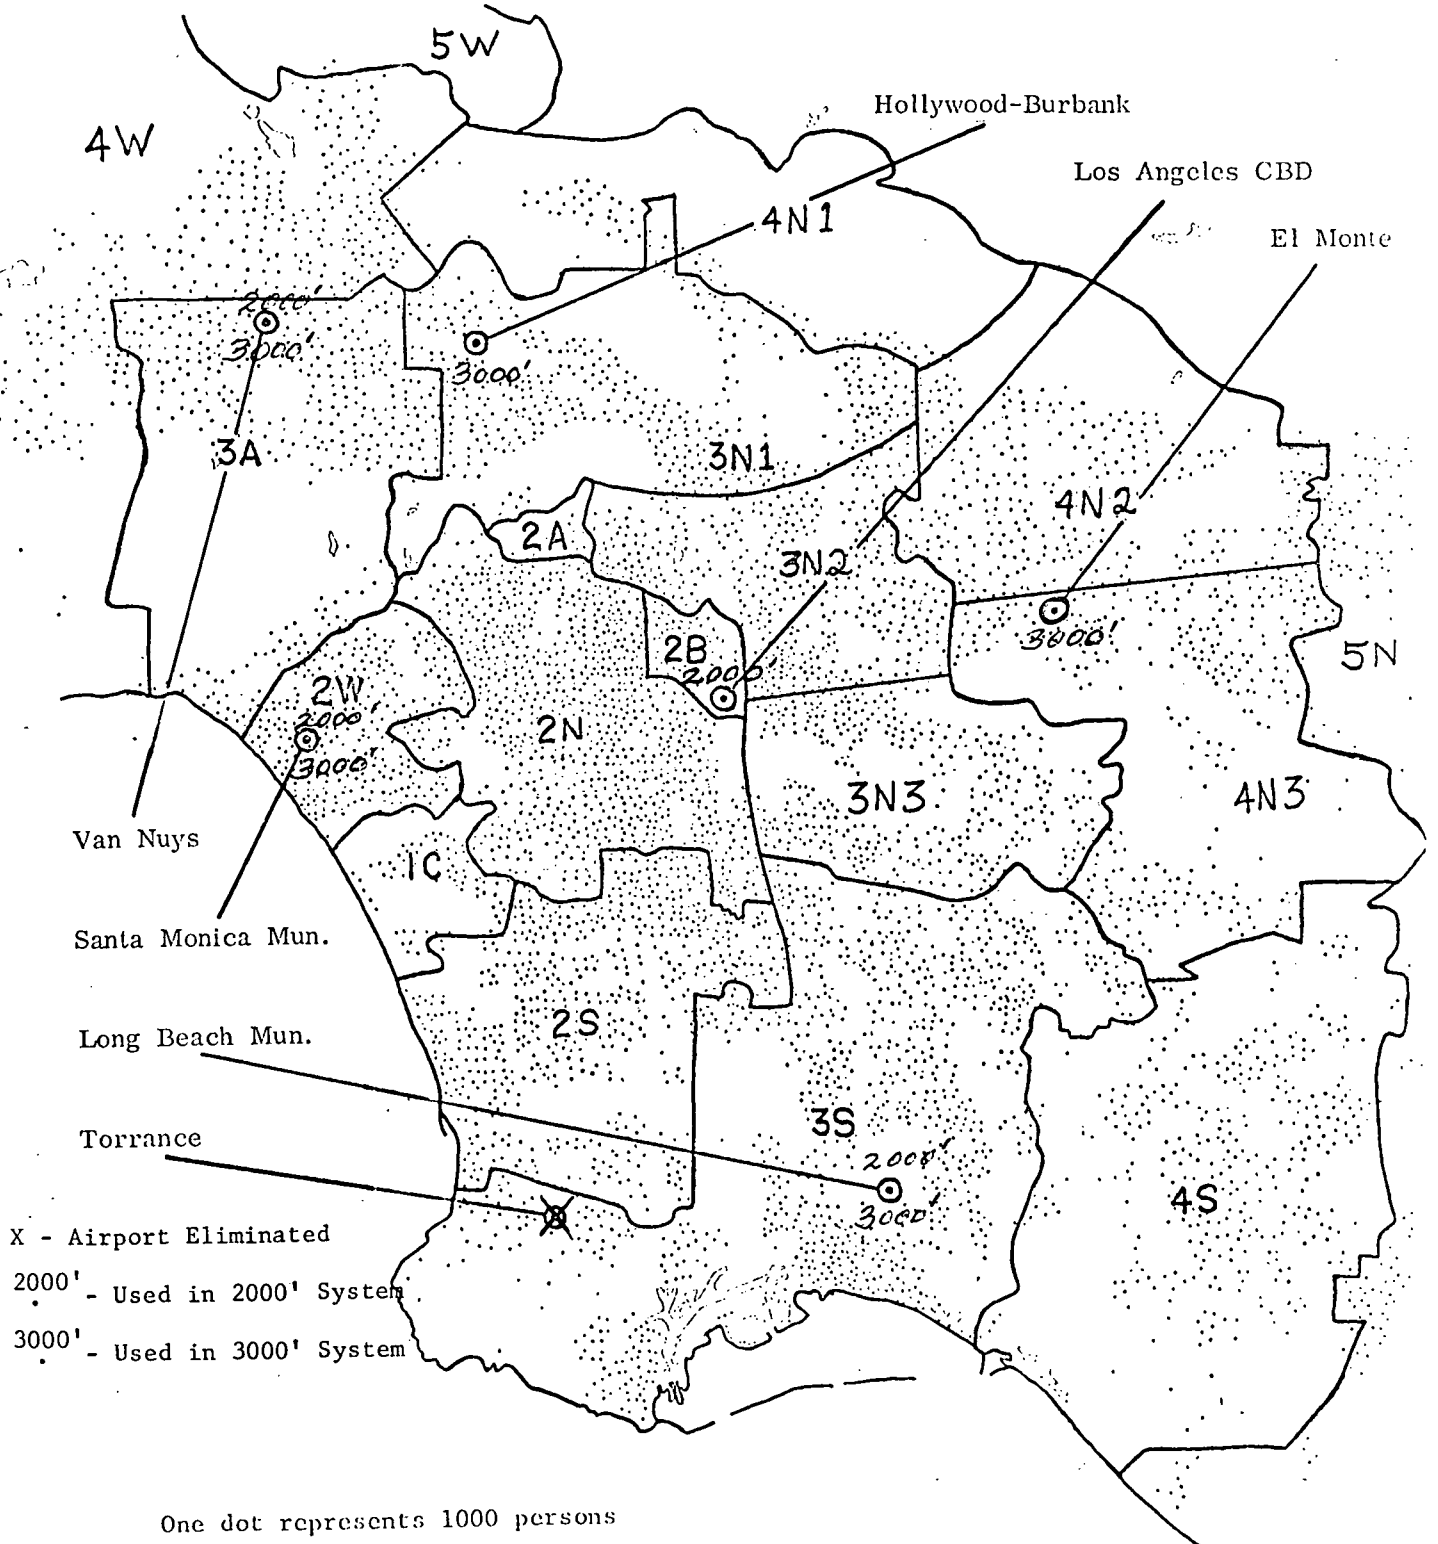 5W
Hollywood-Burbank
4W
Los Angeles CBD
4N1
El Monte
2000'
3000'
3000'
3A
3N1
4N2
2A
3N2
3000'
2B
2000'
5N
2W
2000'
3000'
2N
3N3
4N3
Van Nuys
1C
Santa Monica Mun.
2S
Long Beach Mun.
3S
Torrance
2000'
3000'
4S
X - Airport Eliminated
2000' - Used in 2000' System
3000' - Used in 3000' System
One dot represents 1000 persons